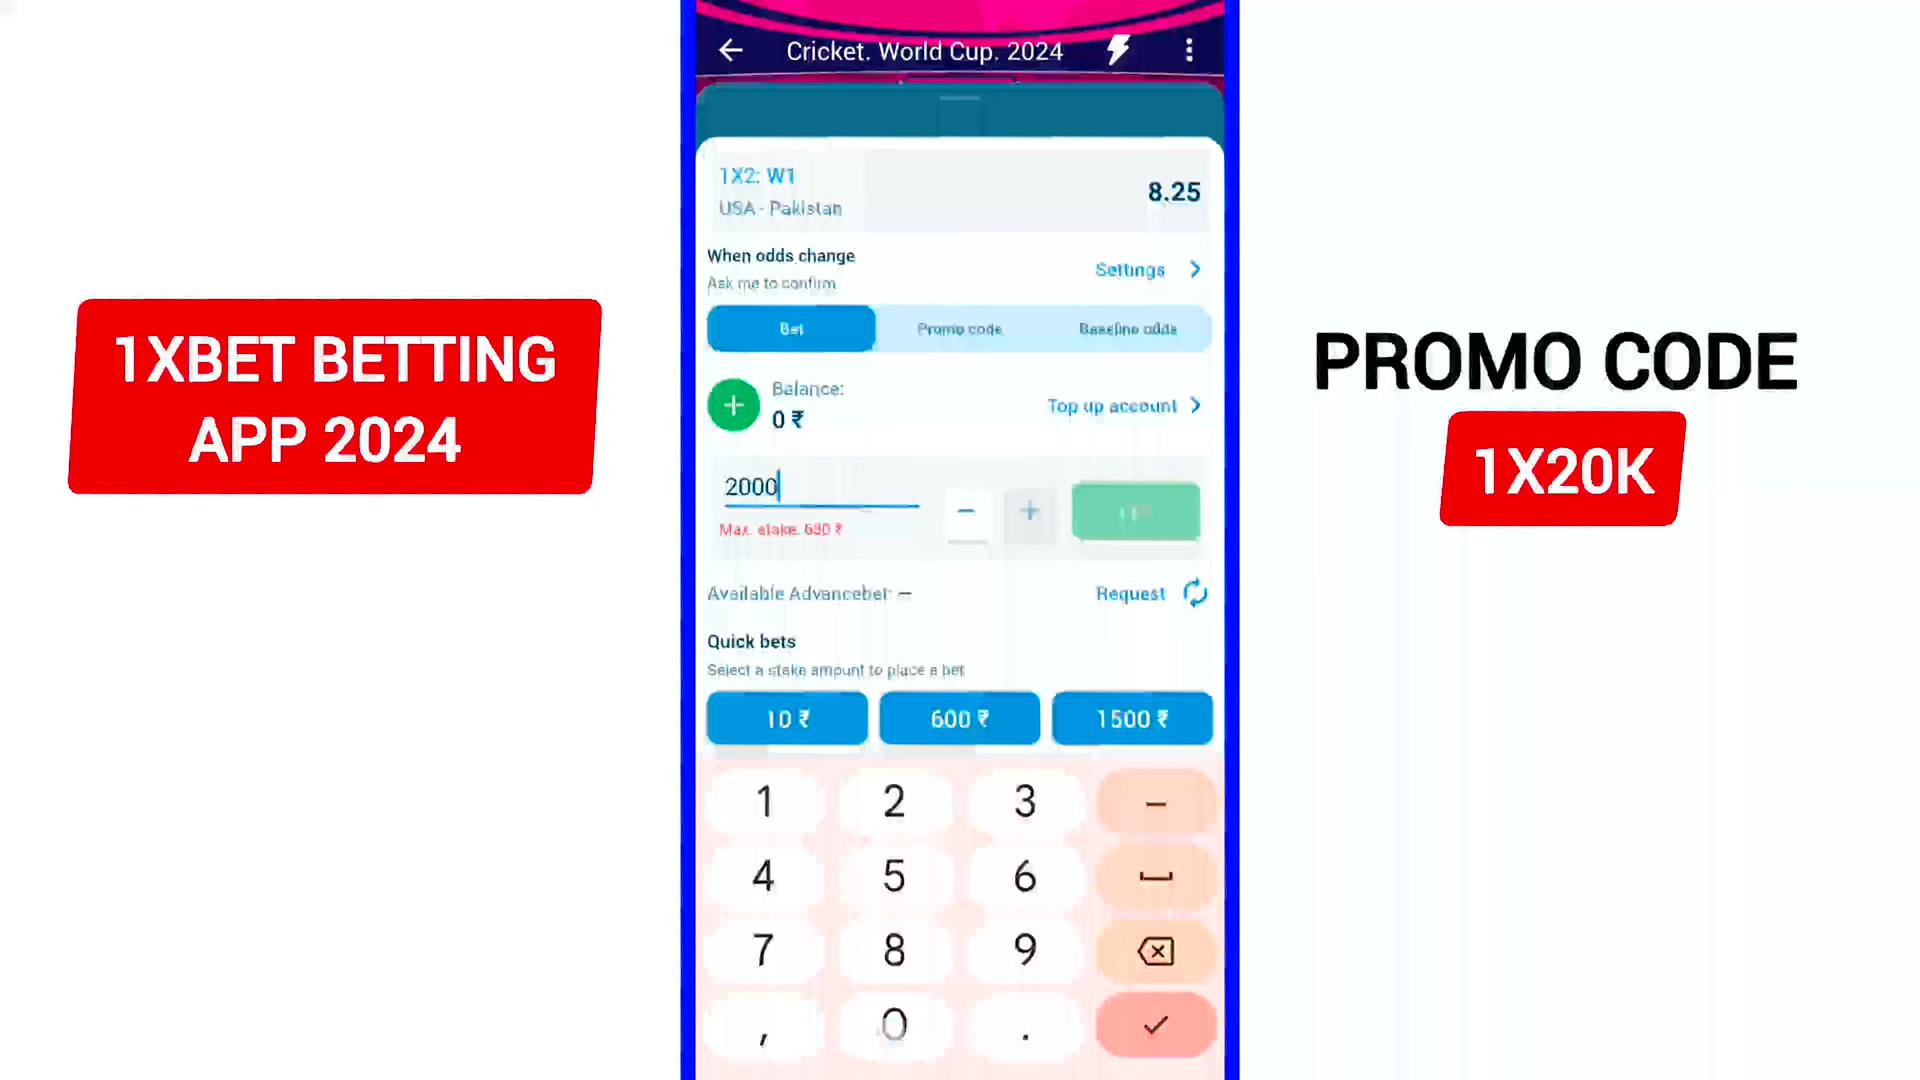 1XBET BETTING
APP 2024
Cricket. World Cup. 2024
1X2: W1
8.25
USA - Pakistan
When odds change
Settings
Ask me to confirm
Bet
Promo code
Baseline odds
Balance:
0 ₹
Top up account
2000
Max. stake:
Available Advancebet: —
Request
Quick bets
Select a stake amount to place a bet
10 ₹
600 ₹
1500 ₹
1 2 3 –
4 5 6
7 8 9
, 0 .
PROMO CODE
1X20K